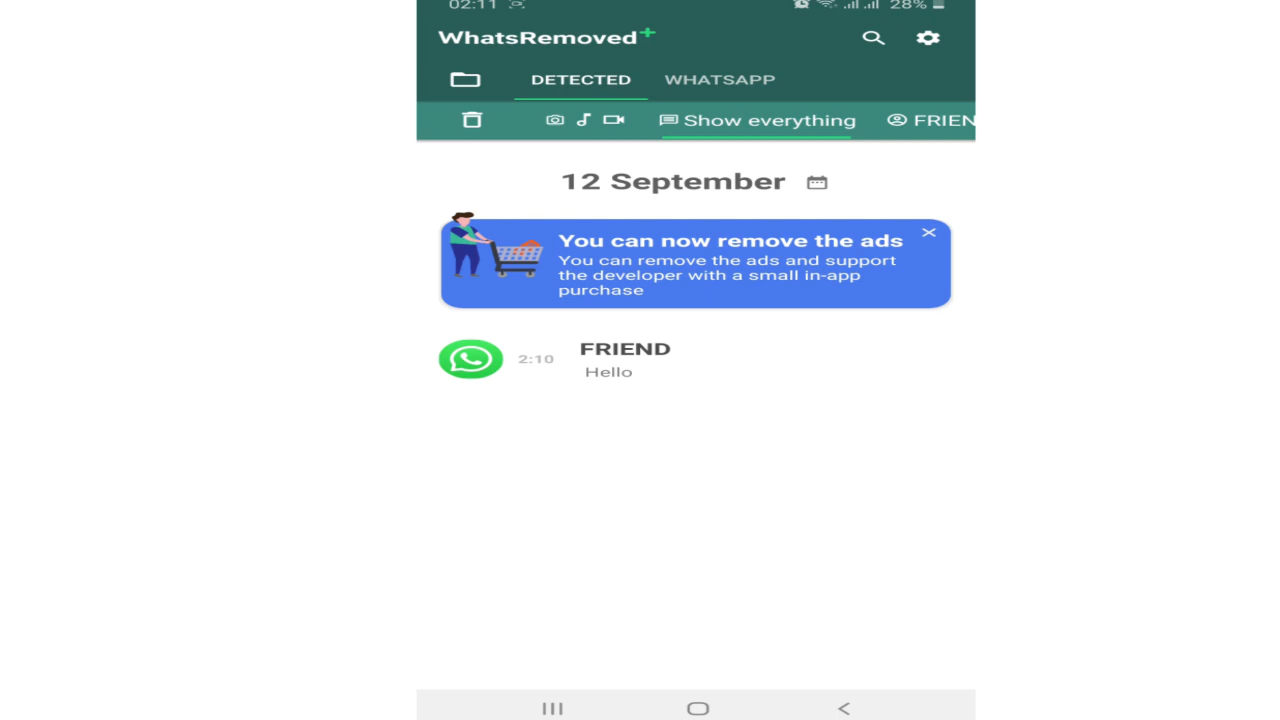 02:11 28%
WhatsRemoved+
DETECTED WHATSAPP
Show everything FRIEN
12 September
You can now remove the ads
You can remove the ads and support
the developer with a small in-app
purchase
FRIEND
2:10
Hello